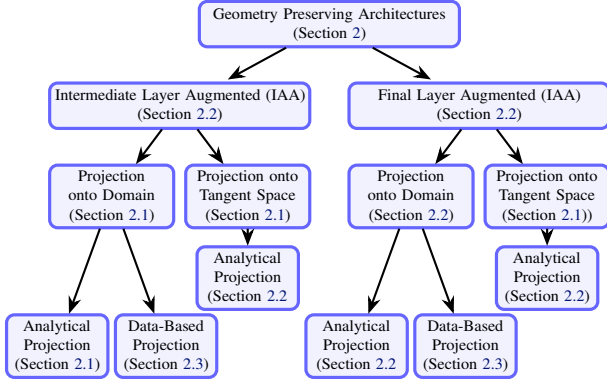 Geometry Preserving Architectures
(Section 2)
Intermediate Layer Augmented (IAA)
(Section 2.2)
Final Layer Augmented (IAA)
(Section 2.2)
Projection
onto Domain
(Section 2.1)
Projection onto
Tangent Space
(Section 2.1)
Projection
onto Domain
(Section 2.2)
Projection onto
Tangent Space
(Section 2.1))
Analytical
Projection
(Section 2.2
Analytical
Projection
(Section 2.2)
Analytical
Projection
(Section 2.1)
Data-Based
Projection
(Section 2.3)
Analytical
Projection
(Section 2.2
Data-Based
Projection
(Section 2.3)